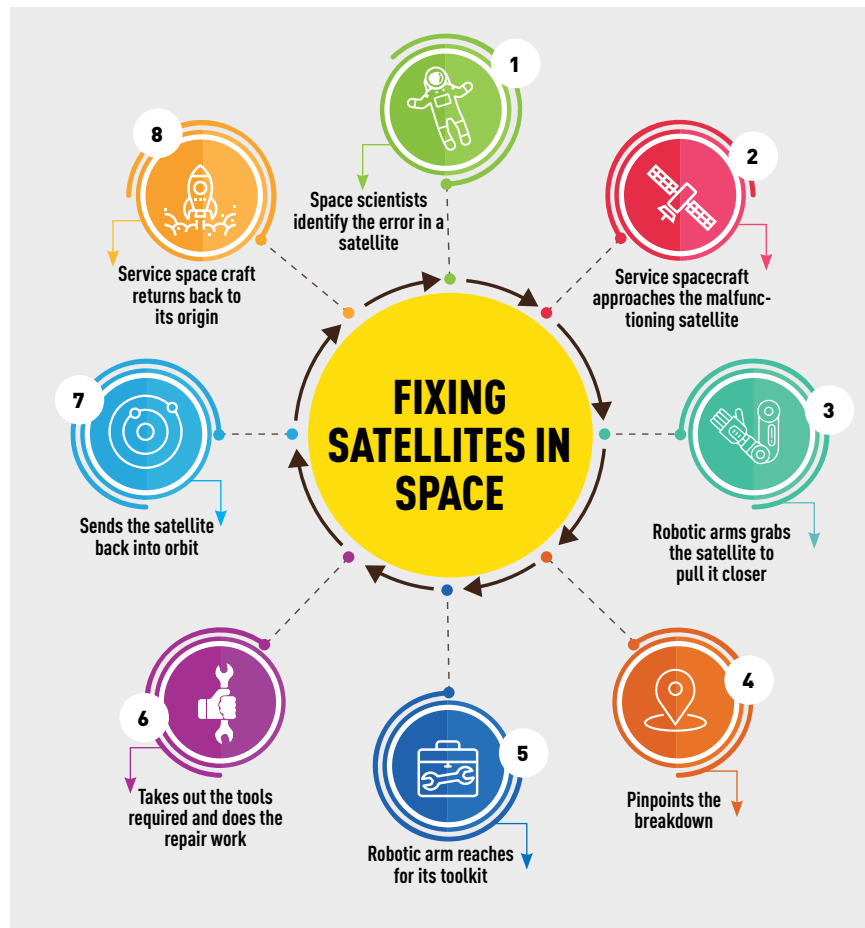 FIXING
SATELLITES IN
SPACE
1
Space scientists
identify the error in a
satellite
2
Service spacecraft
approaches the malfunc-
tioning satellite
3
Robotic arms grabs
the satellite to
pull it closer
4
Pinpoints the
breakdown
5
Robotic arm reaches
for its toolkit
6
Takes out the tools
required and does the
repair work
7
Sends the satellite
back into orbit
8
Service space craft
returns back to
its origin